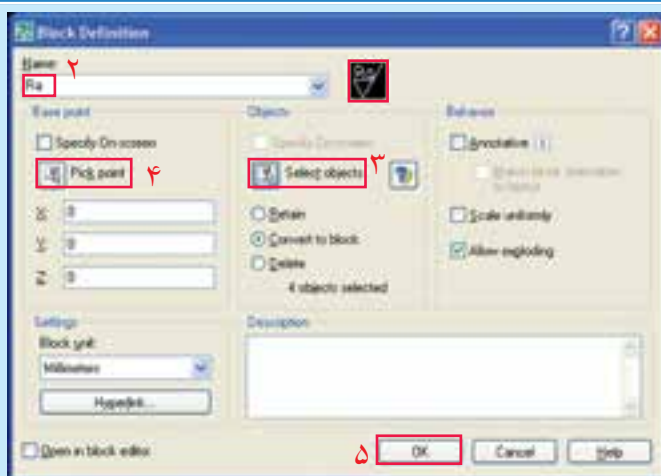 Block Definition
Name:
۲
Ra
Base point
Specify On-screen
Pick point
۴
X: 0
Y: 0
Z: 0
Objects
Specify On-screen
۳
Select objects
Retain
Convert to block
Delete
4 objects selected
Behavior
Annotative
Scale uniformly
Allow exploding
Settings
Block unit:
Millimeters
Hyperlink...
Description
Open in block editor
۵
OK
Cancel
Help